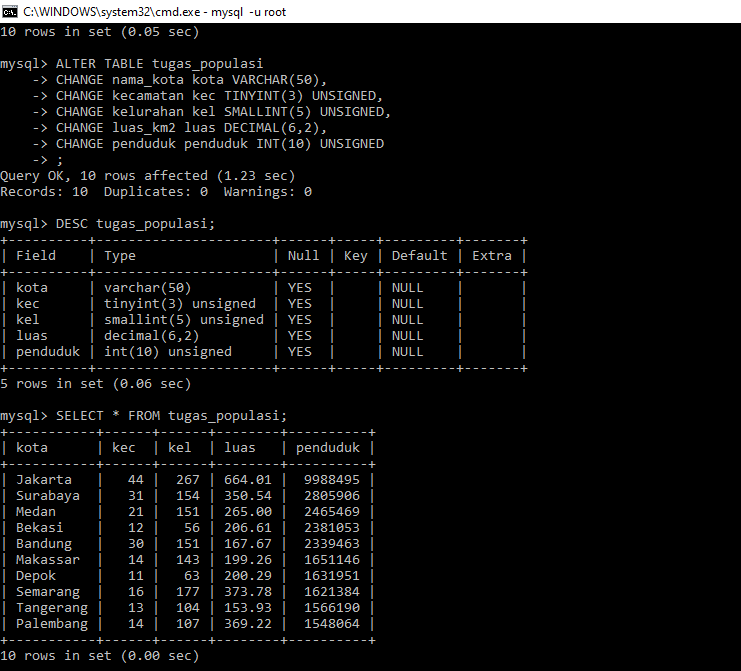 C:\WINDOWS\system32\cmd.exe - mysql  -u root
10 rows in set (0.05 sec)
mysql> ALTER TABLE tugas_populasi
    -> CHANGE nama_kota kota VARCHAR(50),
    -> CHANGE kecamatan kec TINYINT(3) UNSIGNED,
    -> CHANGE kelurahan kel SMALLINT(5) UNSIGNED,
    -> CHANGE luas_km2 luas DECIMAL(6,2),
    -> CHANGE penduduk penduduk INT(10) UNSIGNED
    -> ;
Query OK, 10 rows affected (1.23 sec)
Records: 10  Duplicates: 0  Warnings: 0
mysql> DESC tugas_populasi;
+----------+----------------------+------+-----+---------+-------+
| Field    | Type                 | Null | Key | Default | Extra |
+----------+----------------------+------+-----+---------+-------+
| kota     | varchar(50)          | YES  |     | NULL    |       |
| kec      | tinyint(3) unsigned  | YES  |     | NULL    |       |
| kel      | smallint(5) unsigned | YES  |     | NULL    |       |
| luas     | decimal(6,2)         | YES  |     | NULL    |       |
| penduduk | int(10) unsigned     | YES  |     | NULL    |       |
+----------+----------------------+------+-----+---------+-------+
5 rows in set (0.06 sec)
mysql> SELECT * FROM tugas_populasi;
+-----------+------+------+--------+----------+
| kota      | kec  | kel  | luas   | penduduk |
+-----------+------+------+--------+----------+
| Jakarta   |   44 |  267 | 664.01 |  9988495 |
| Surabaya  |   31 |  154 | 350.54 |  2805906 |
| Medan     |   21 |  151 | 265.00 |  2465469 |
| Bekasi    |   12 |   56 | 206.61 |  2381053 |
| Bandung   |   30 |  151 | 167.67 |  2339463 |
| Makassar  |   14 |  143 | 199.26 |  1651146 |
| Depok     |   11 |   63 | 200.29 |  1631951 |
| Semarang  |   16 |  177 | 373.78 |  1621384 |
| Tangerang |   13 |  104 | 153.93 |  1566190 |
| Palembang |   14 |  107 | 369.22 |  1548064 |
+-----------+------+------+--------+----------+
10 rows in set (0.00 sec)